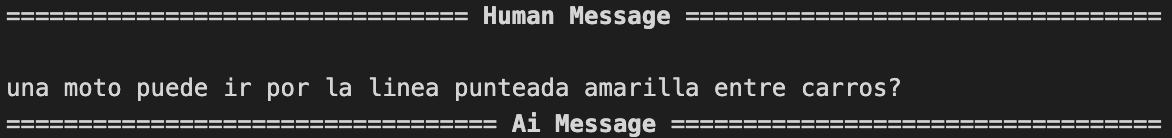 ================================ Human Message =================================
una moto puede ir por la linea punteada amarilla entre carros?
================================== Ai Message ==================================